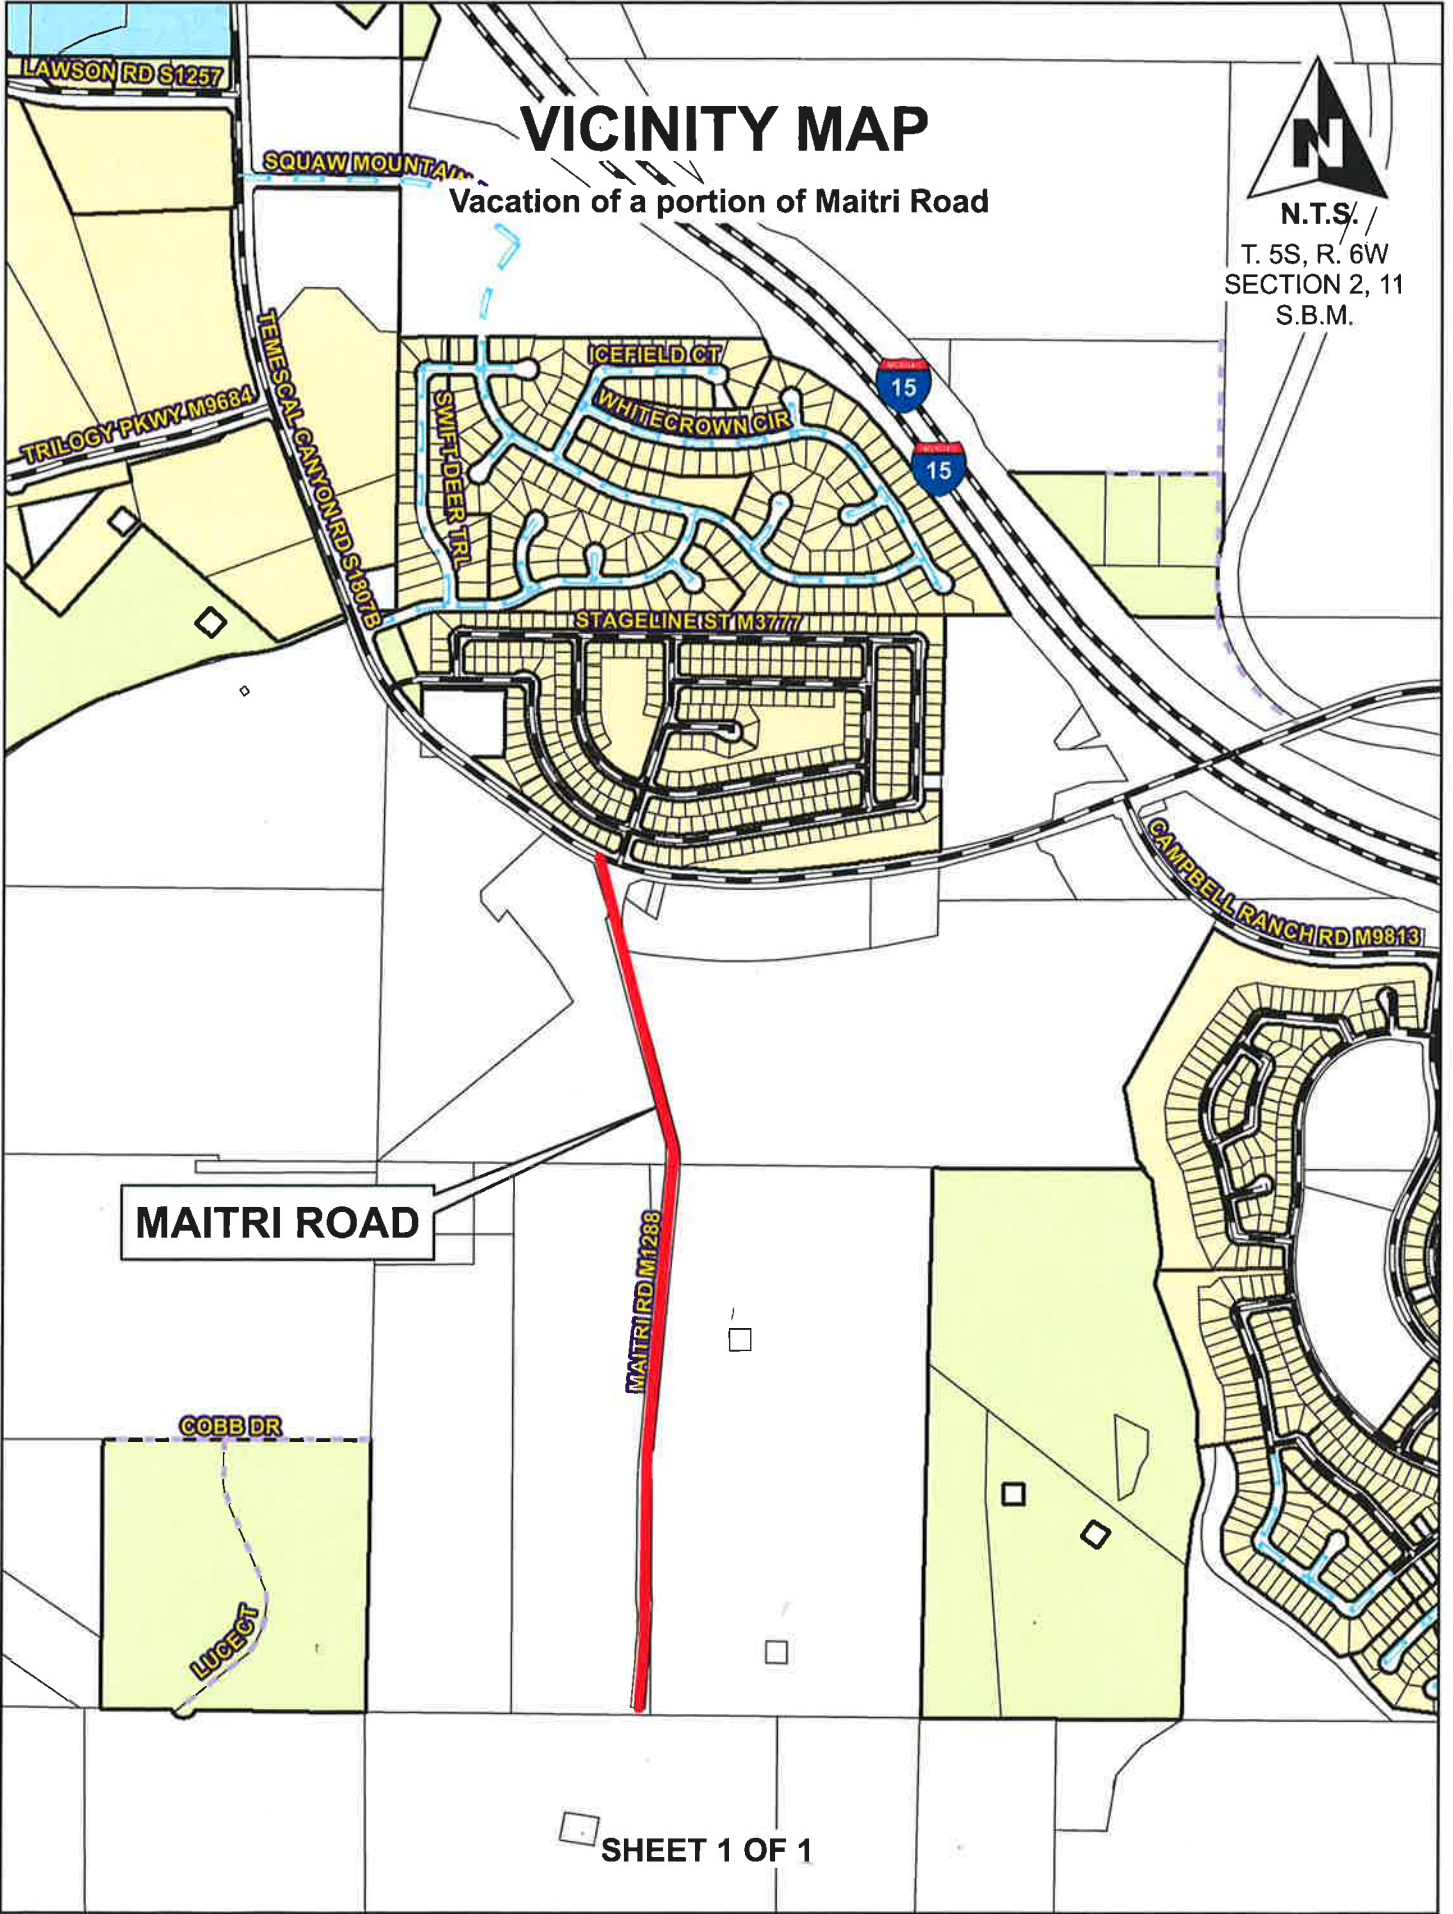 LAWSON RD S1257
VICINITY MAP
SQUAW MOUNTAIN
Vacation of a portion of Maitri Road
N
N.T.S.
T. 5S, R. 6W
SECTION 2, 11
S.B.M.
TEMESCAL CANYON RD S1807B
ICEFIELD CT
15
TRILOGY PKWY M9684
SWIFT DEER TRL
WHITECROWN CIR
15
STAGELINE ST M3777
CAMPBELL RANCH RD M9813
MAITRI ROAD
MAITRI RD M1288
COBB DR
LUCE CT
SHEET 1 OF 1